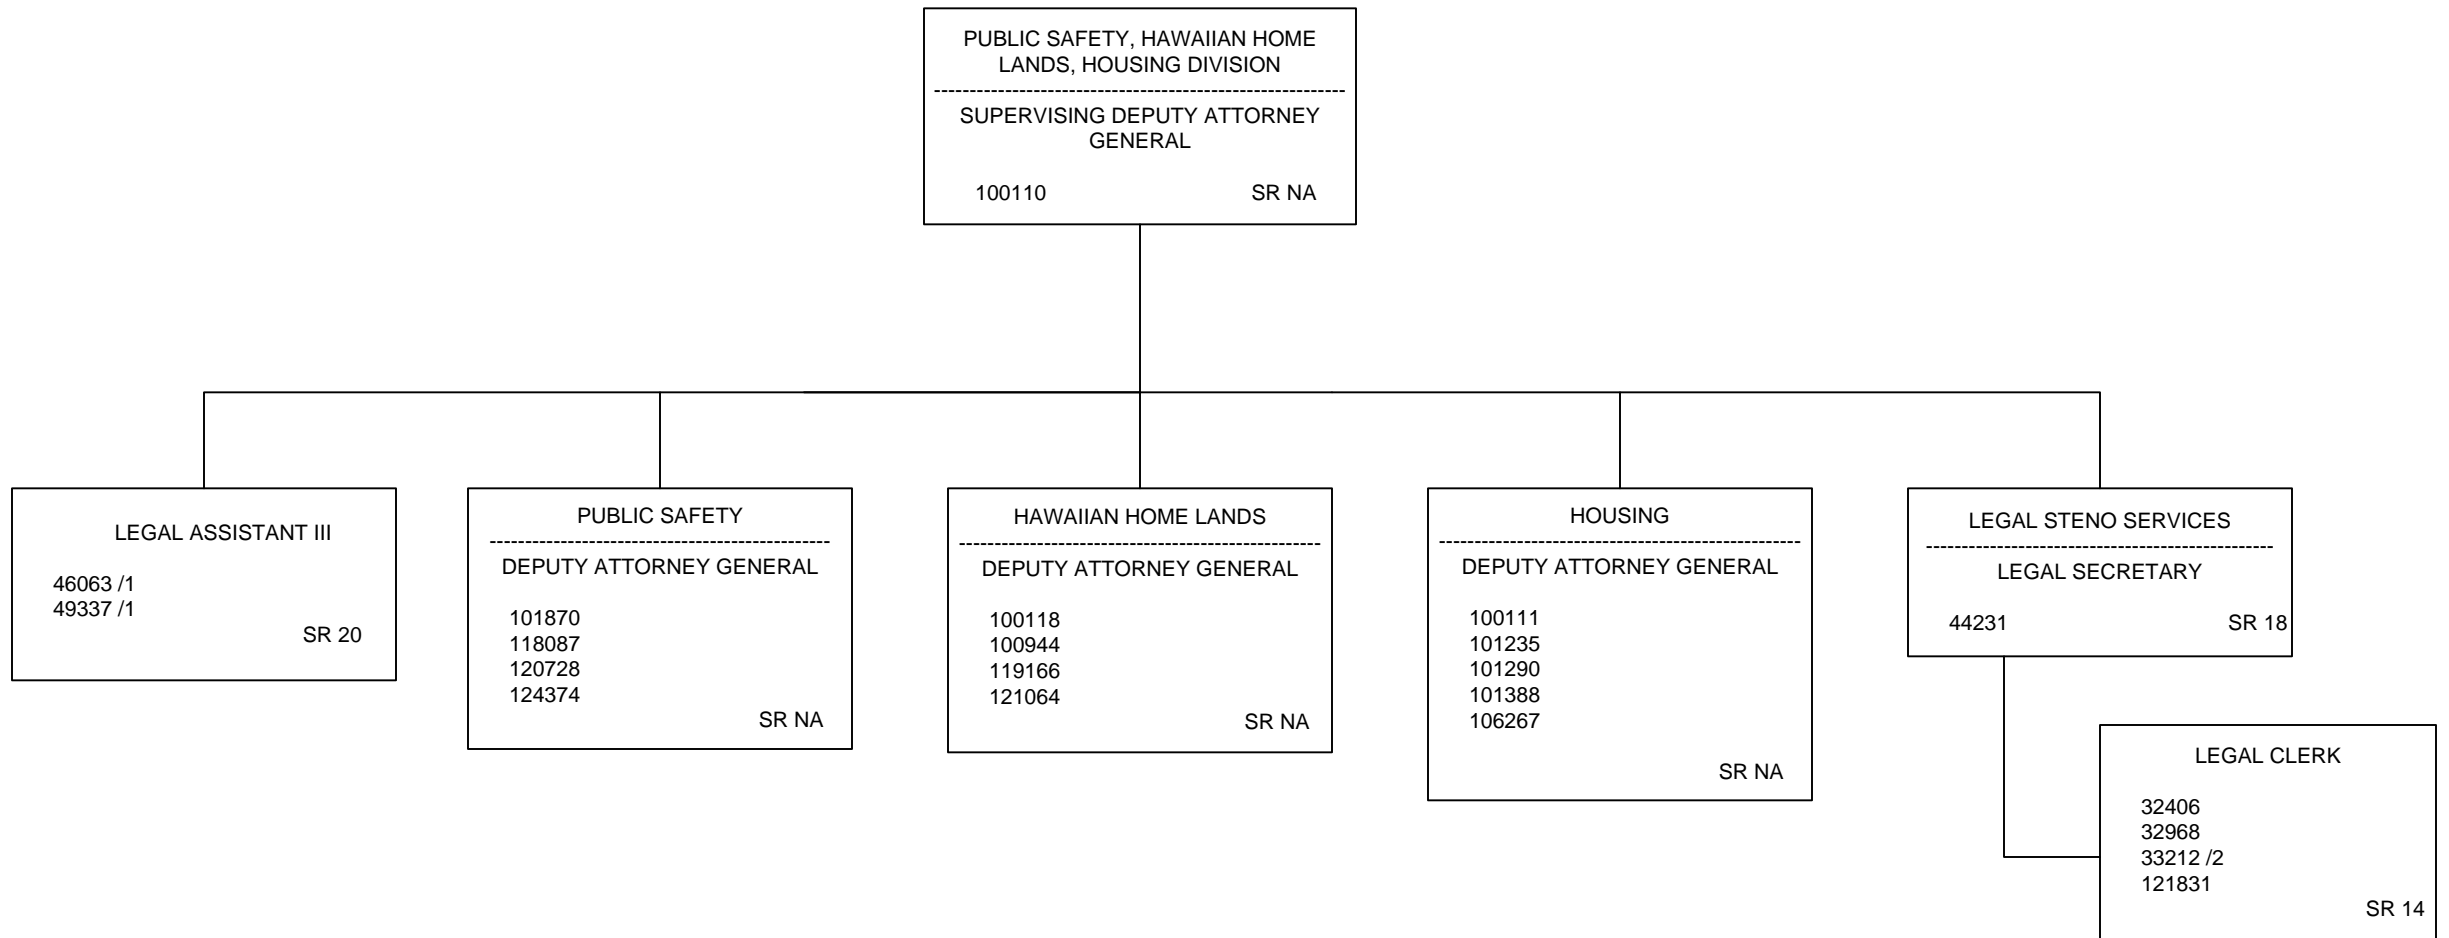 PUBLIC SAFETY, HAWAIIAN HOME
LANDS, HOUSING DIVISION
SUPERVISING DEPUTY ATTORNEY
GENERAL
100110 SR NA
LEGAL ASSISTANT III
46063 /1
49337 /1
SR 20
PUBLIC SAFETY
DEPUTY ATTORNEY GENERAL
101870
118087
120728
124374
SR NA
HAWAIIAN HOME LANDS
DEPUTY ATTORNEY GENERAL
100118
100944
119166
121064
SR NA
HOUSING
DEPUTY ATTORNEY GENERAL
100111
101235
101290
101388
106267
SR NA
LEGAL STENO SERVICES
LEGAL SECRETARY
44231 SR 18
LEGAL CLERK
32406
32968
33212 /2
121831
SR 14